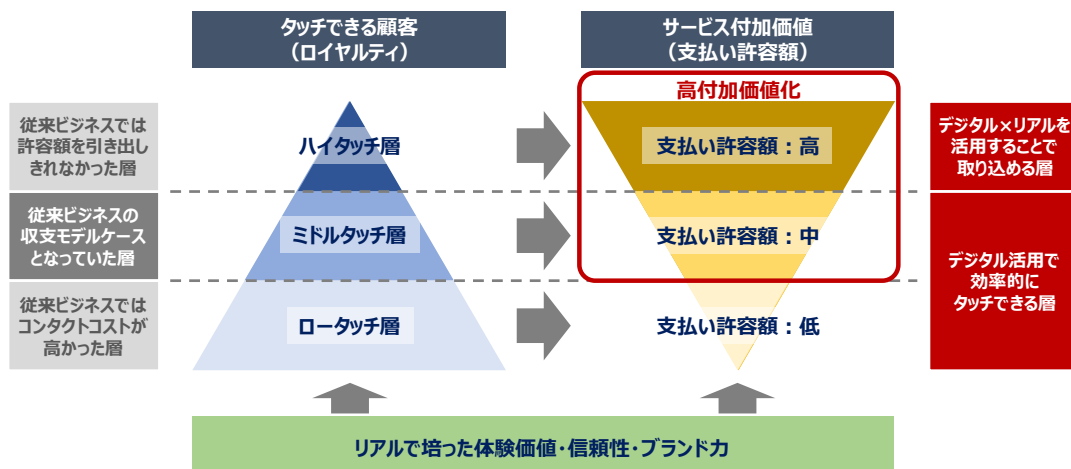 タッチできる顧客
（ロイヤルティ）
サービス付加価値
（支払い許容額）
高付加価値化
従来ビジネスでは
許容額を引き出し
きれなかった層
ハイタッチ層
支払い許容額：高
デジタル×リアルを
活用することで
取り込める層
従来ビジネスの
収支モデルケース
となっていた層
ミドルタッチ層
支払い許容額：中
デジタル活用で
効率的に
タッチできる層
従来ビジネスでは
コンタクトコストが
高かった層
ロータッチ層
支払い許容額：低
リアルで培った体験価値・信頼性・ブランド力